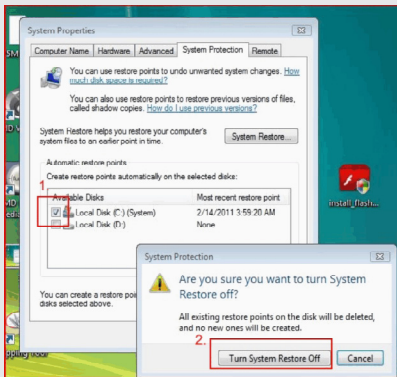 System Properties
Computer Name Hardware Advanced System Protection Remote
You can use restore points to undo unwanted system changes. How
much disk space is required?
You can also use restore points to restore previous versions of files,
called shadow copies. How do I use previous versions?
System Restore helps you restore your computer's
system files to an earlier point in time.
System Restore...
Automatic restore points
Create restore points automatically on the selected disks:
1.
Available Disks Most recent restore point
Local Disk (C:) (System) 2/14/2011 3:59:20 AM
Local Disk (D:) None
install_flash...
You can create a restore poi
disks selected above.
System Protection
Are you sure you want to turn System
Restore off?
All existing restore points on the disk will be deleted,
and no new ones will be created.
2.
Turn System Restore Off Cancel